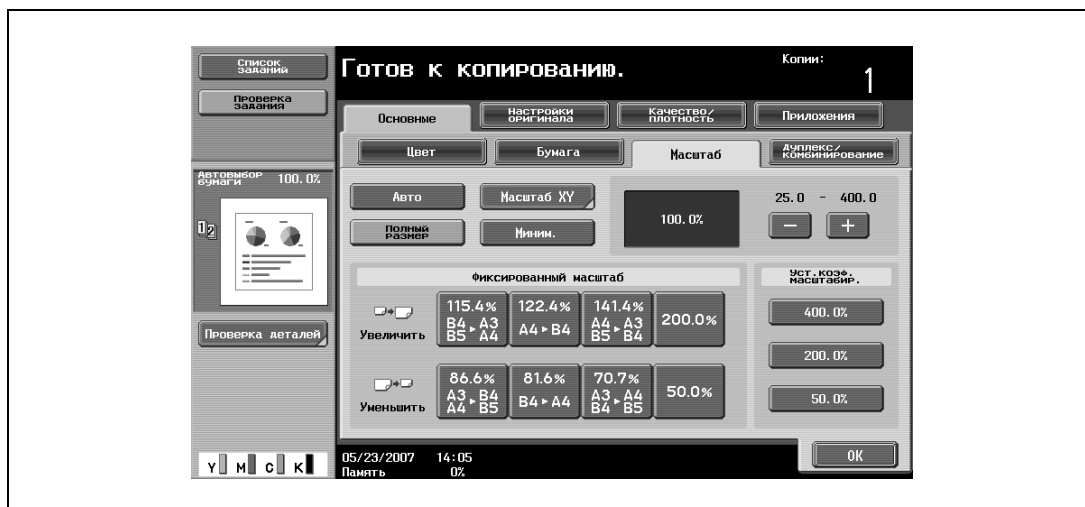 Список
заданий
Проверка
задания
Готов к копированию.
Копии:
1
Основные
Настройки
оригинала
Качество/
плотность
Приложения
Цвет
Бумага
Масштаб
Дуплекс/
комбинирование
Автовыбор
бумаги
100.0%
1 2
Проверка деталей
Авто
Масштаб XY
Полный
размер
Миним.
100.0%
25.0 - 400.0
− +
Фиксированный масштаб
Увеличить
115.4%
B4 ▸ A3
B5 A4
122.4%
A4 ▸ B4
141.4%
A4 ▸ A3
B5 B4
200.0%
Уменьшить
86.6%
A3 ▸ B4
A4 B5
81.6%
B4 ▸ A4
70.7%
A3 ▸ A4
B4 B5
50.0%
Уст.коэф.
масштабир.
400.0%
200.0%
50.0%
Y M C K
05/23/2007 14:05
Память 0%
OK